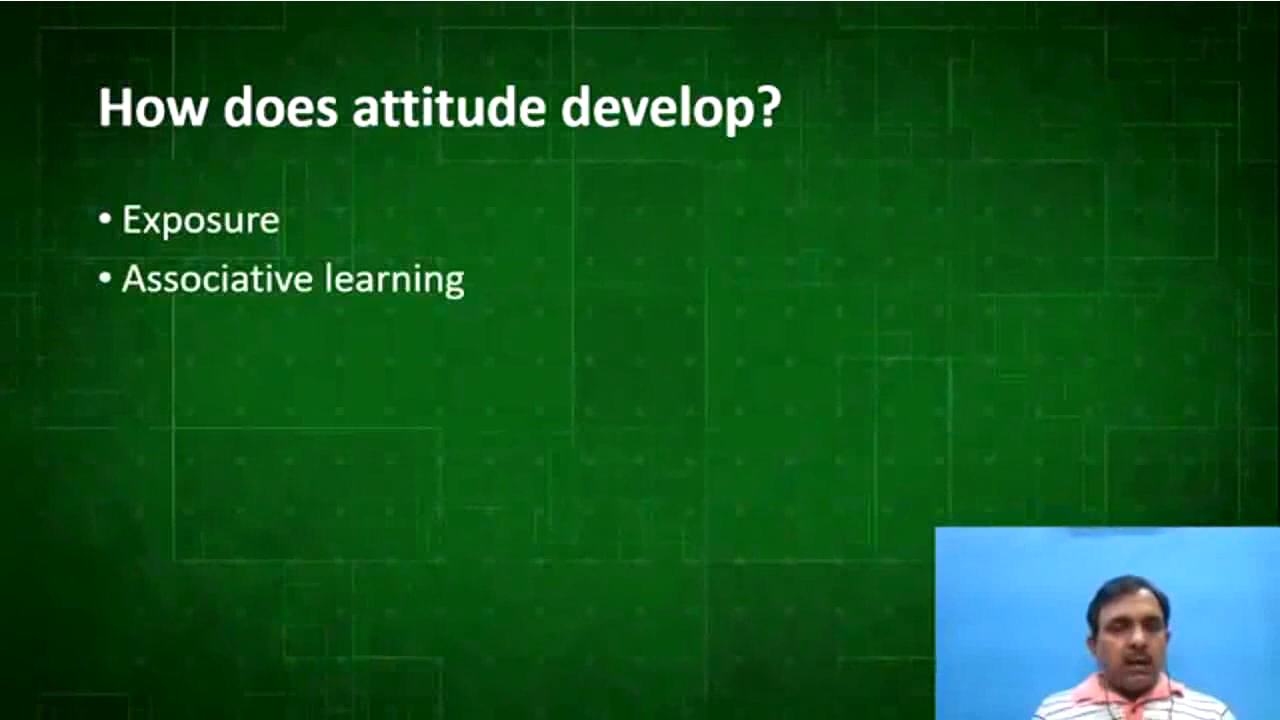 How does attitude develop?
• Exposure
• Associative learning